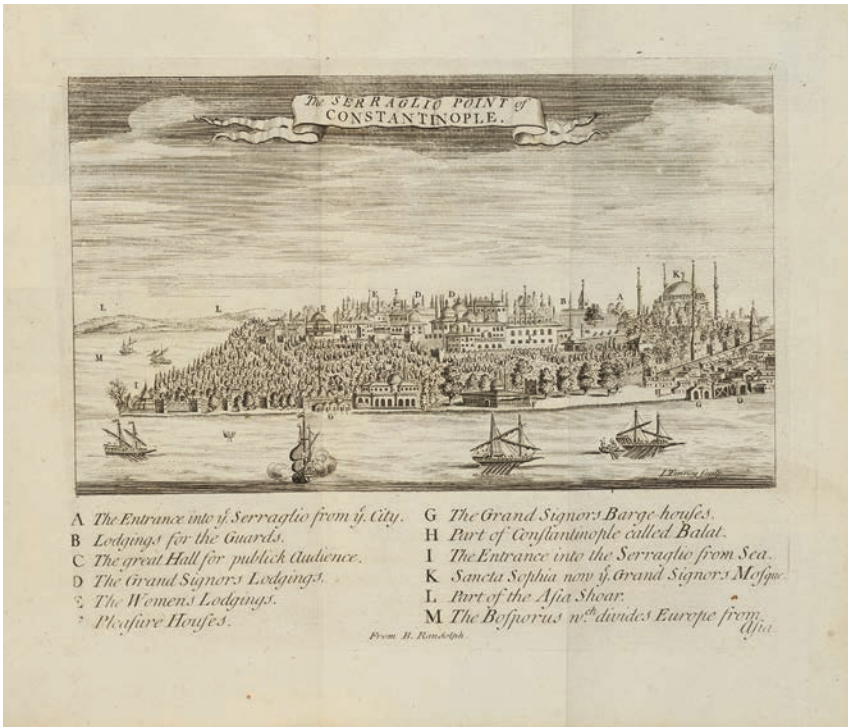 The SERRAGLIO POINT of
CONSTANTINOPLE.
K
E E D D B A
L L
M
I
G
H
G G
A The Entrance into ẏ. Serraglio from ẏ. City.
B Lodgings for the Guards.
C The great Hall for publick Audience.
D The Grand Signors Lodgings.
E The Womens Lodgings.
Pleasure Houses.
G The Grand Signors Barge-houses.
H Part of Constantinople called Balat.
I The Entrance into the Serraglio from Sea.
K Sancta Sophia now ẏ. Grand Signors Mosque.
L Part of the Asia Shoar.
M The Bosporus wᶜʰ divides Europe from
Asia
From B. Randolph.